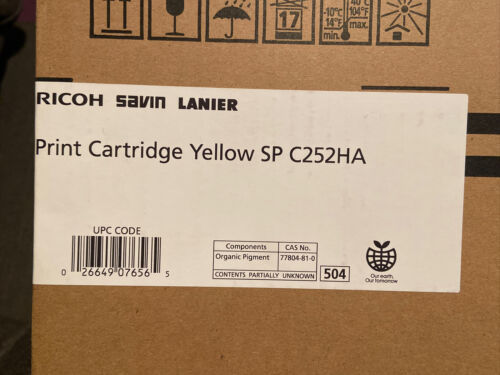 17
-10°C
14°F
min.
40°C
104°F
max.
RICOH savin LANIER
Print Cartridge Yellow SP C252HA
UPC CODE
0 26649 07656 5
Components CAS No.
Organic Pigment 77804-81-0
CONTENTS PARTIALLY UNKNOWN 504
Our earth,
Our tomorrow